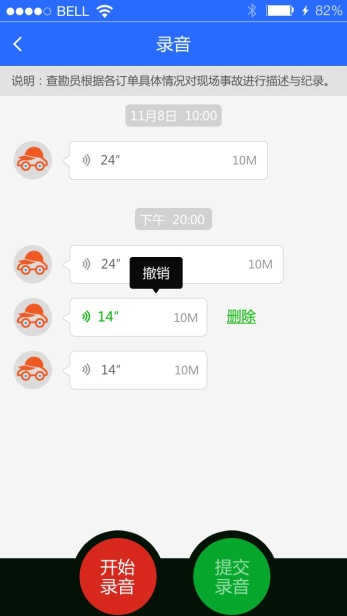 BELL 82%
录音
说明：查勘员根据各订单具体情况对现场事故进行描述与纪录。
11月8日 10:00
24" 10M
下午 20:00
24" 10M
撤销
14" 10M 删除
14" 10M
开始
录音
提交
录音